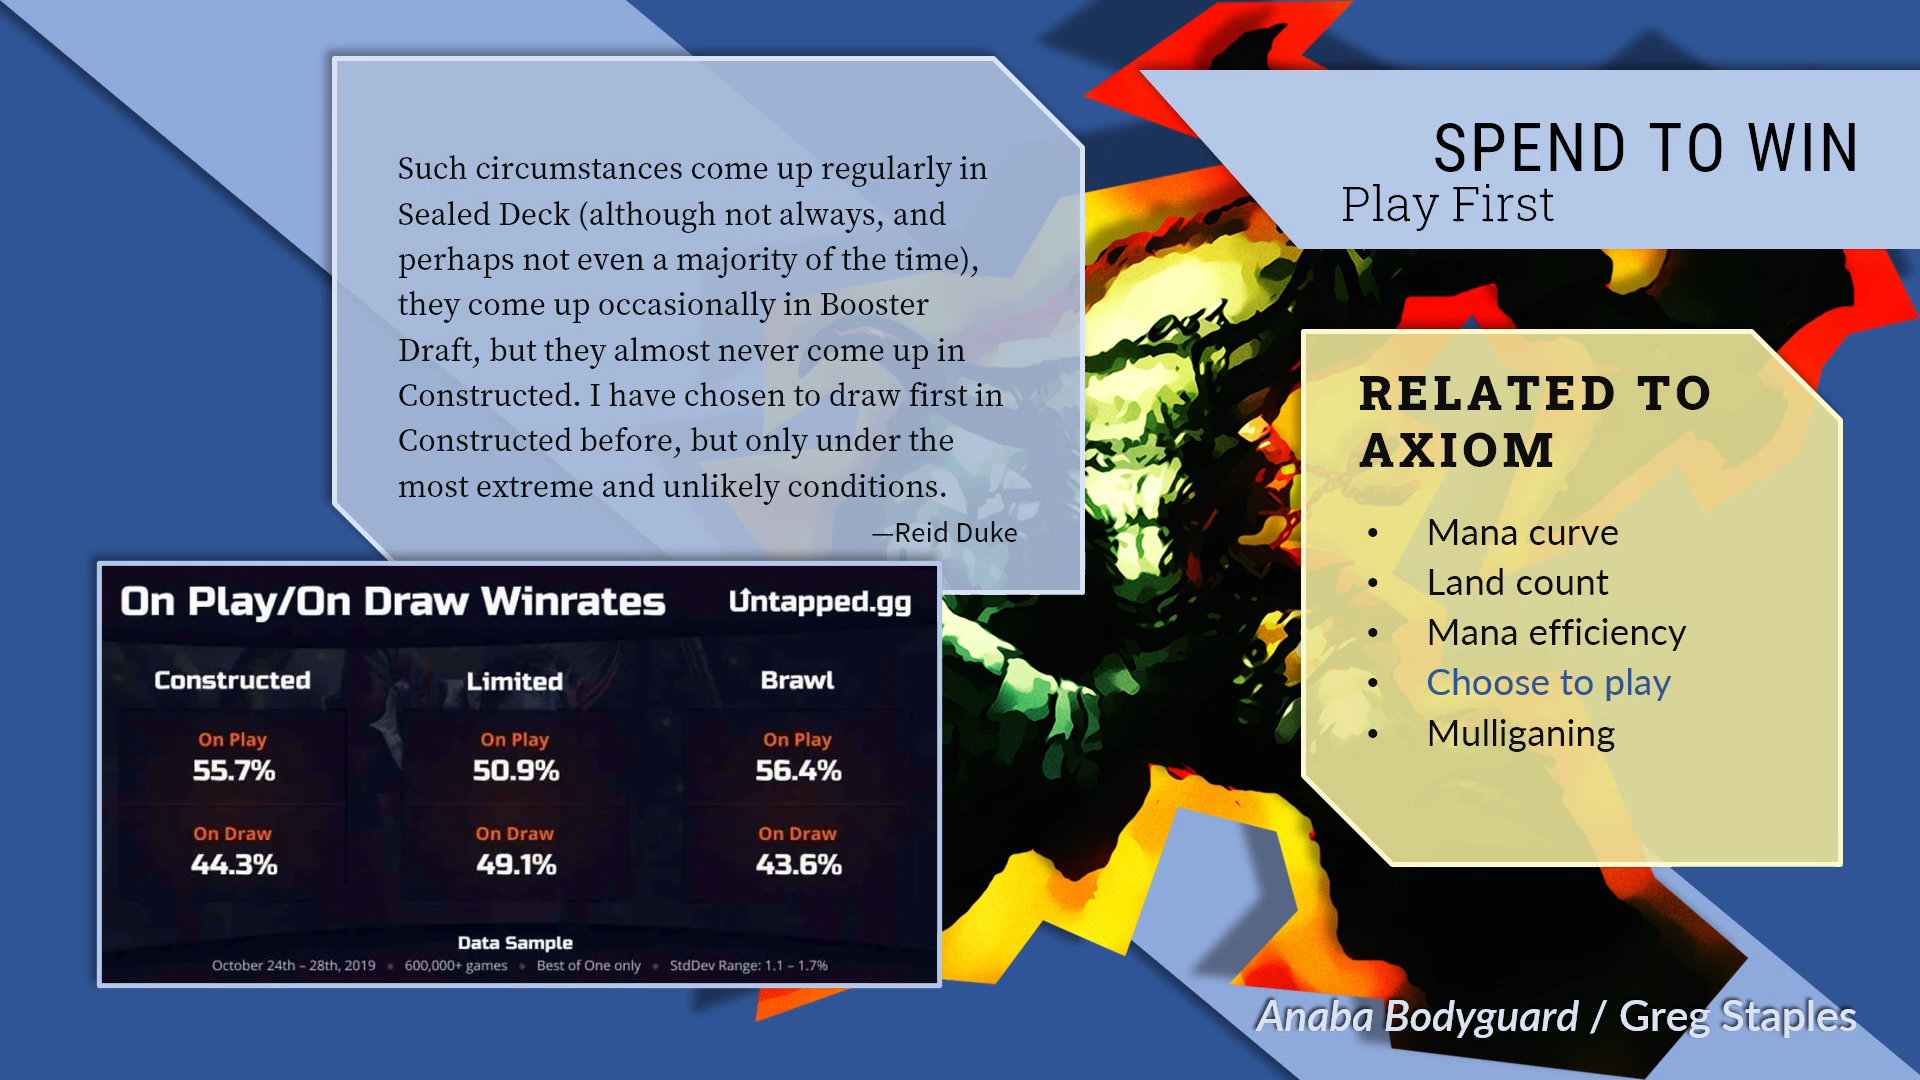 SPEND TO WIN
Play First
Such circumstances come up regularly in
Sealed Deck (although not always, and
perhaps not even a majority of the time),
they come up occasionally in Booster
Draft, but they almost never come up in
Constructed. I have chosen to draw first in
Constructed before, but only under the
most extreme and unlikely conditions.
—Reid Duke
On Play/On Draw Winrates
Untapped.gg
Constructed
Limited
Brawl
On Play
On Play
On Play
55.7%
50.9%
56.4%
On Draw
On Draw
On Draw
44.3%
49.1%
43.6%
Data Sample
October 24th – 28th, 2019 • 600,000+ games • Best of One only • StdDev Range: 1.1 – 1.7%
RELATED TO
AXIOM
• Mana curve
• Land count
• Mana efficiency
• Choose to play
• Mulliganing
Anaba Bodyguard / Greg Staples